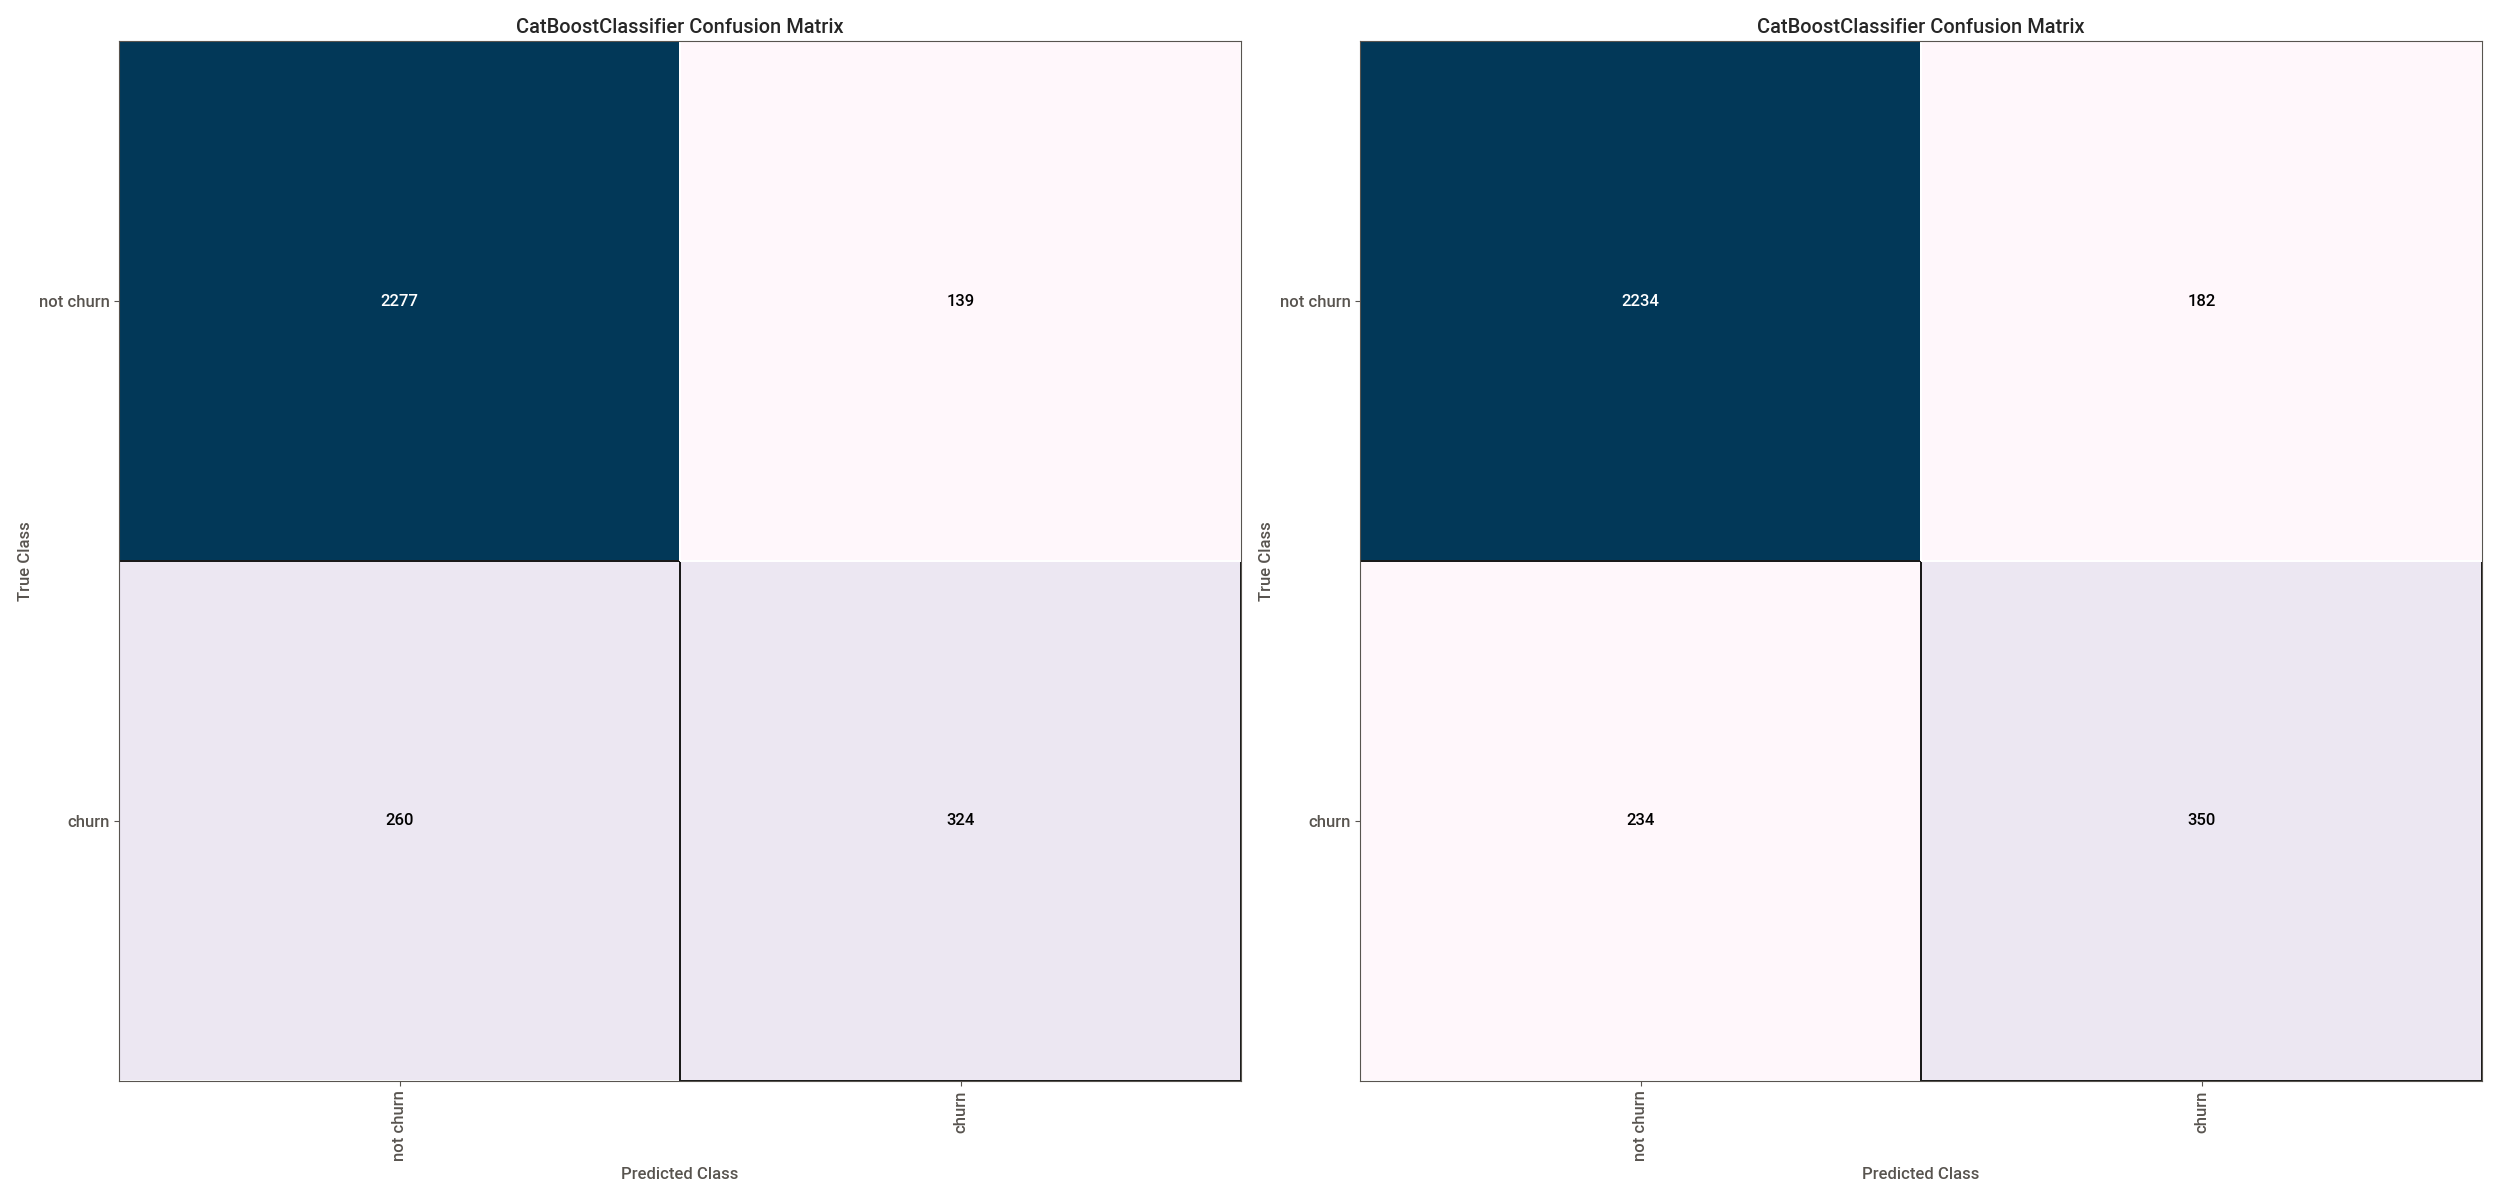 CatBoostClassifier Confusion Matrix
True Class
not churn
2277
139
churn
260
324
not churn
churn
Predicted Class
CatBoostClassifier Confusion Matrix
True Class
not churn
2234
182
churn
234
350
not churn
churn
Predicted Class